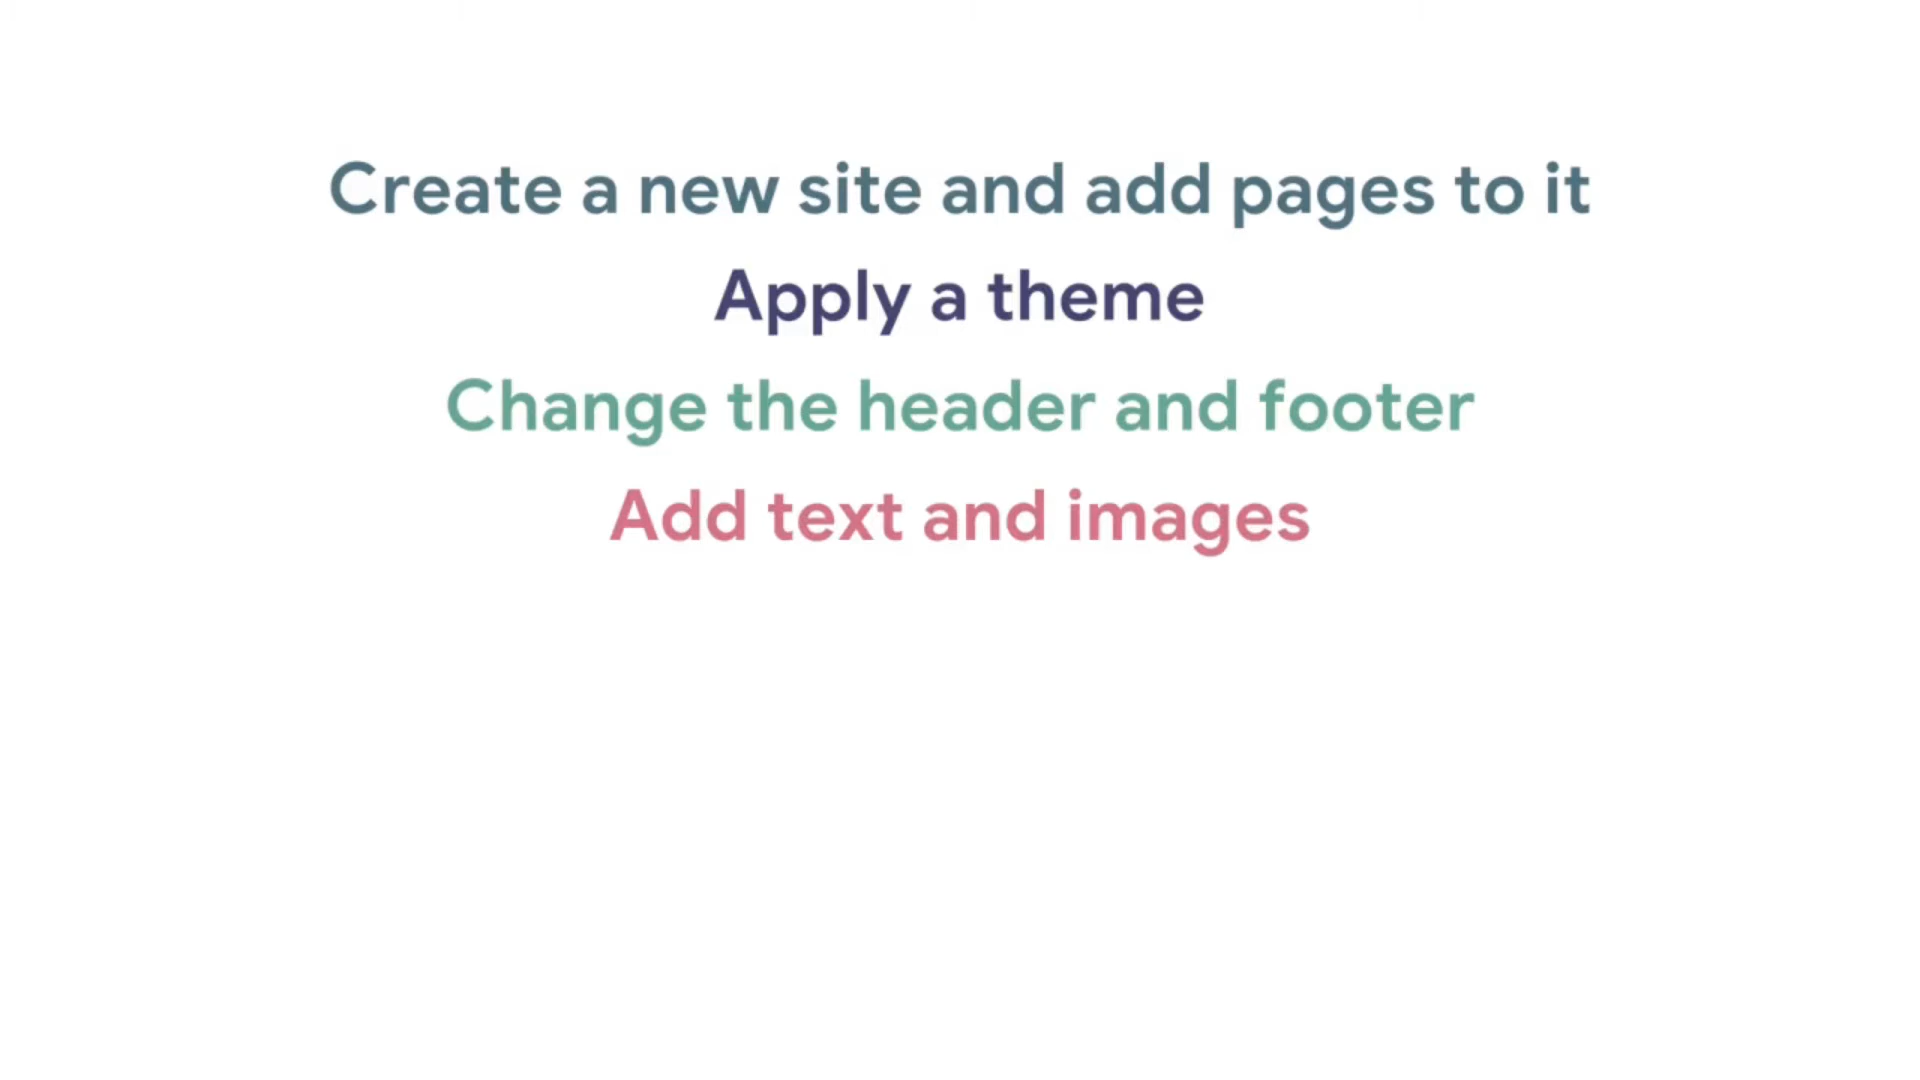 Create a new site and add pages to it
Apply a theme
Change the header and footer
Add text and images